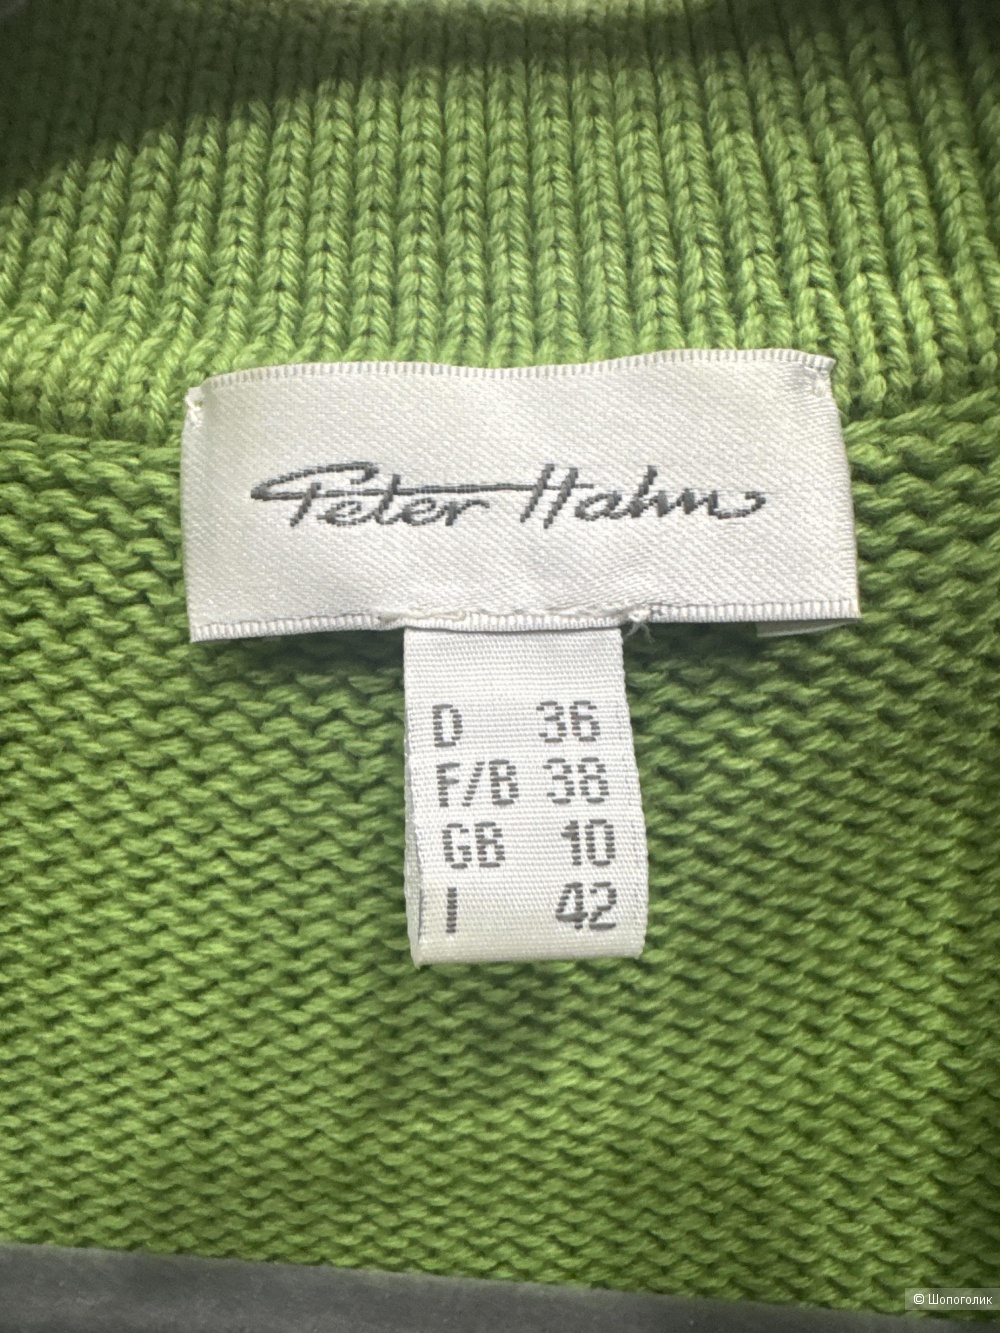 Peter Hahn
D 36
F/B 38
GB 10
I 42
© Шопоголик